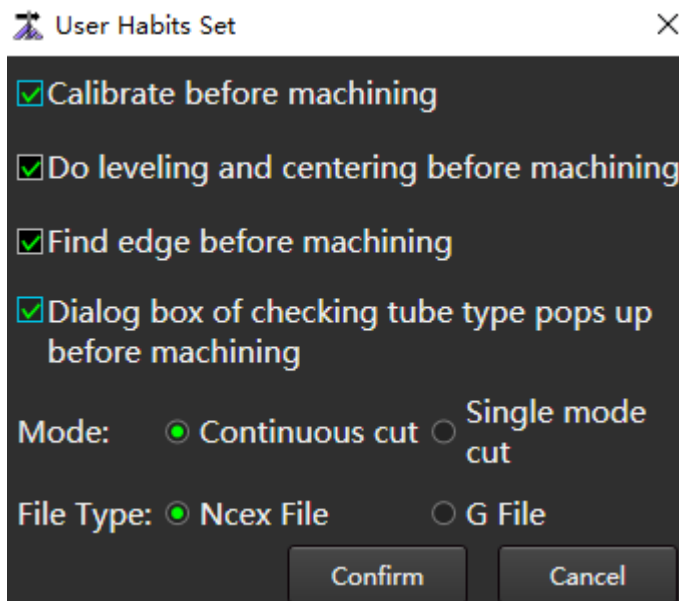 User Habits Set
Calibrate before machining
Do leveling and centering before machining
Find edge before machining
Dialog box of checking tube type pops up
before machining
Mode: Continuous cut Single mode
cut
File Type: Ncex File G File
Confirm Cancel